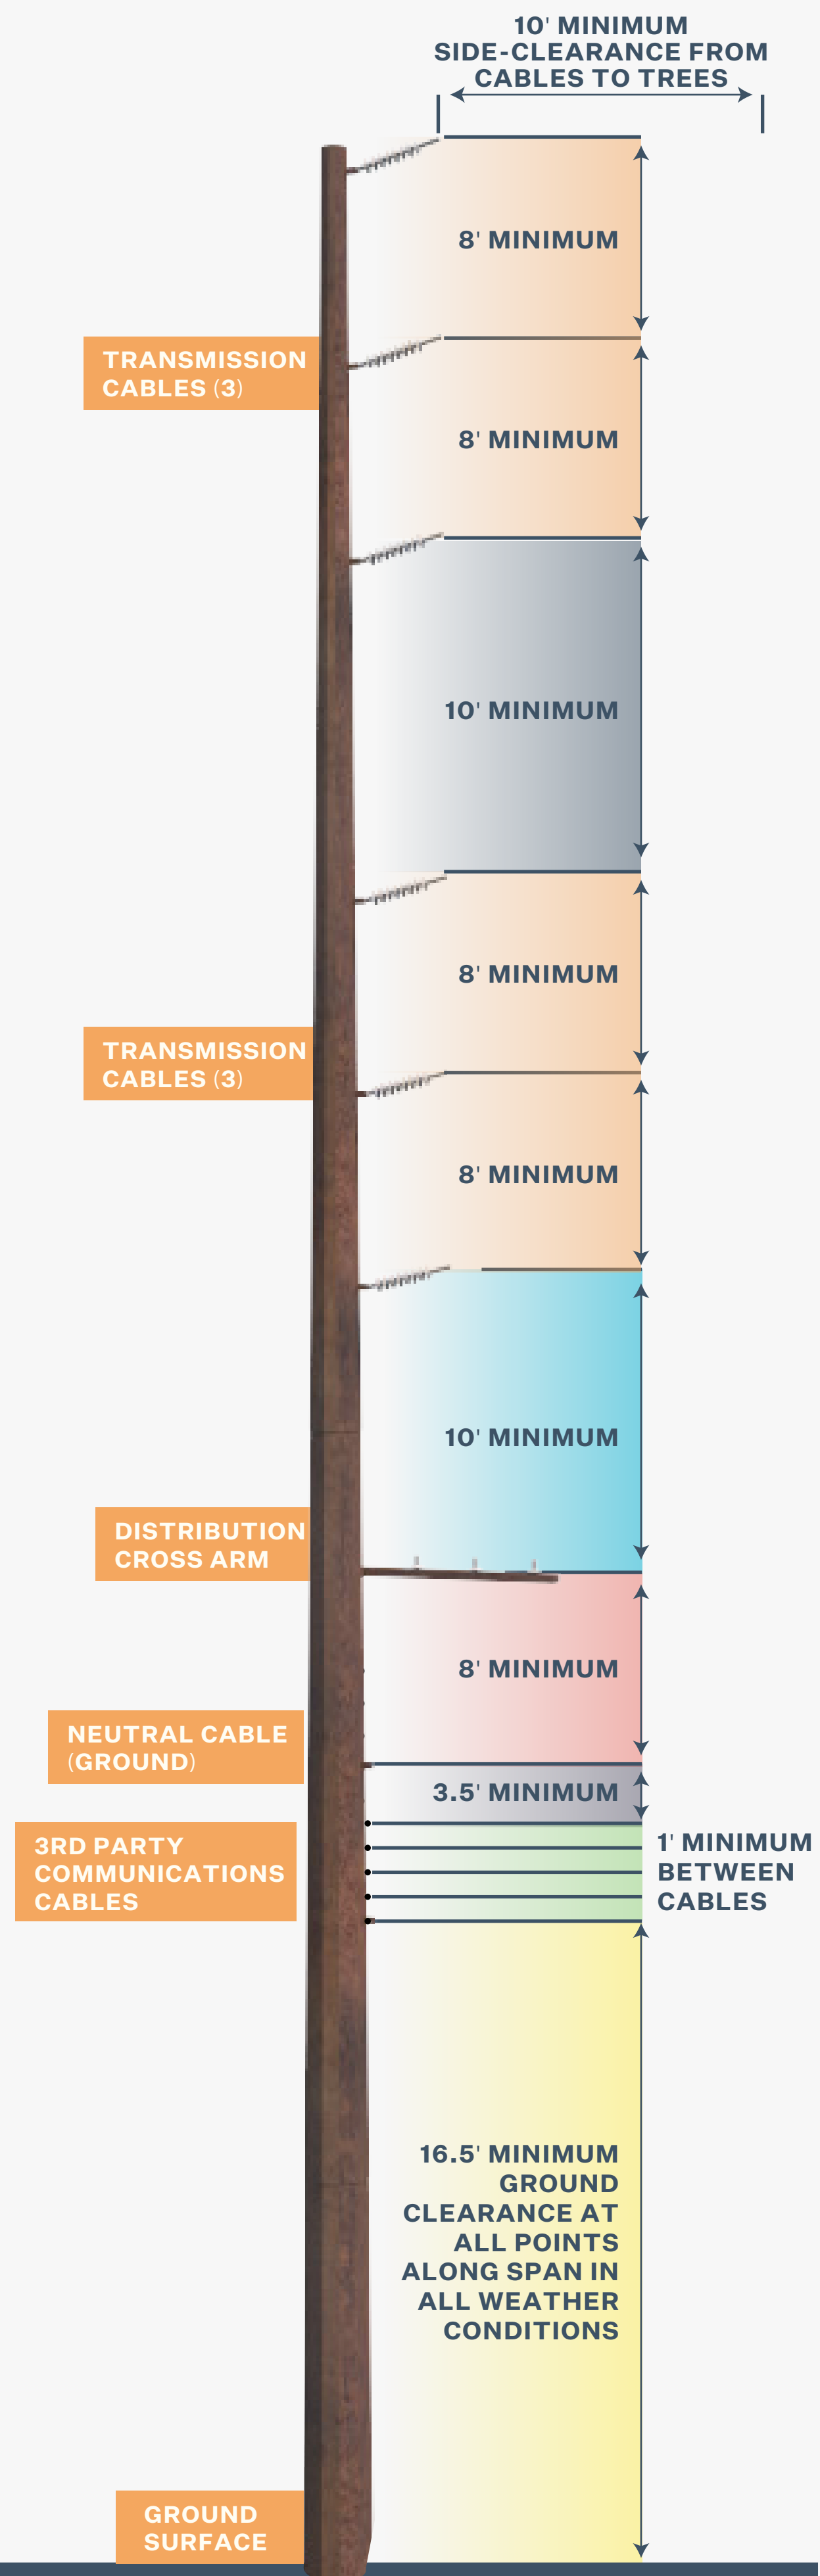 10' MINIMUM
SIDE-CLEARANCE FROM
CABLES TO TREES
8' MINIMUM
TRANSMISSION
CABLES (3)
8' MINIMUM
10' MINIMUM
8' MINIMUM
TRANSMISSION
CABLES (3)
8' MINIMUM
10' MINIMUM
DISTRIBUTION
CROSS ARM
8' MINIMUM
NEUTRAL CABLE
(GROUND)
3.5' MINIMUM
3RD PARTY
COMMUNICATIONS
CABLES
1' MINIMUM
BETWEEN
CABLES
16.5' MINIMUM
GROUND
CLEARANCE AT
ALL POINTS
ALONG SPAN IN
ALL WEATHER
CONDITIONS
GROUND
SURFACE